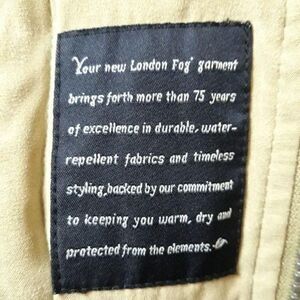 Your new London Fog® garment
brings forth more than 75 years
of excellence in durable, water-
repellent fabrics and timeless
styling, backed by our commitment
to keeping you warm, dry and
protected from the elements.